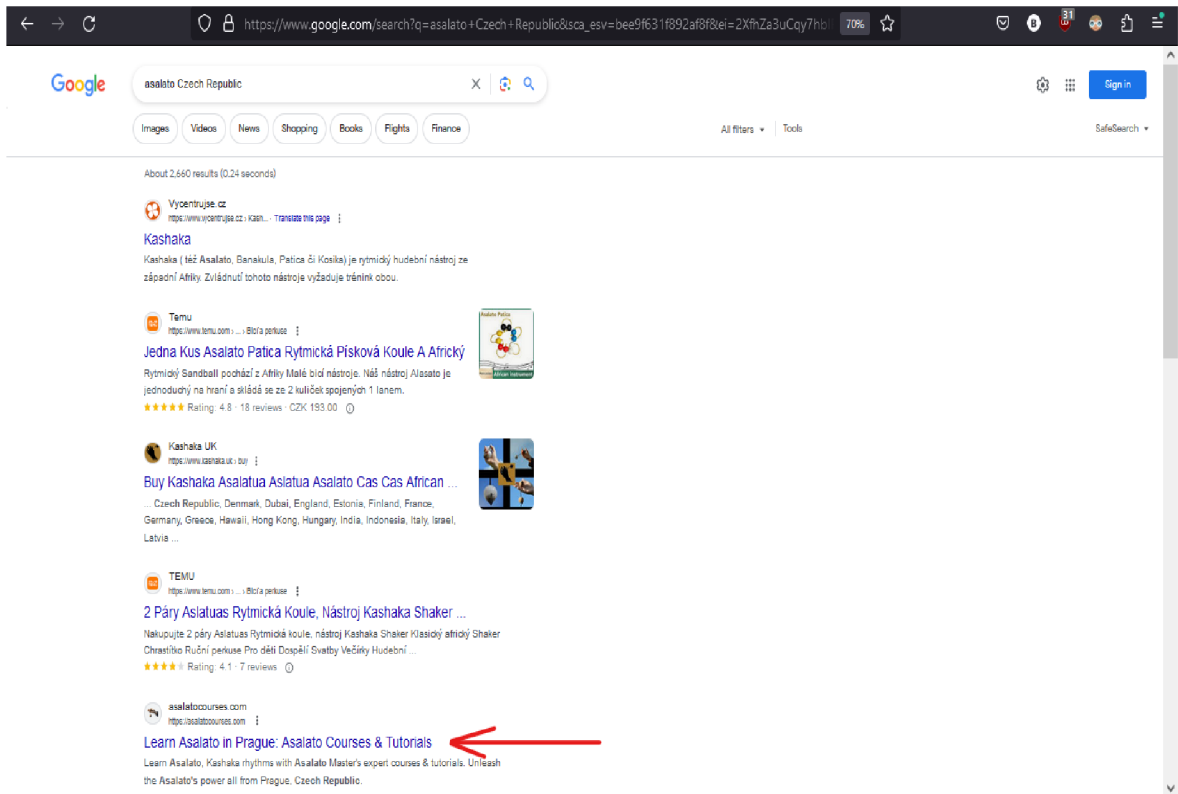 https://www.google.com/search?q=asalato+Czech+Republic&sca_esv=bee9f631f892af8f&ei=2XfhZa3uCqy7hbi
70%
31
Google
asalato Czech Republic
Sign in
Images
Videos
News
Shopping
Books
Flights
Finance
All filters
Tools
SafeSearch
About 2,660 results (0.24 seconds)
Vycentrujse.cz
https://www.vycentrujse.cz › Kash... · Translate this page
Kashaka
Kashaka ( též Asalato, Banakula, Patica či Kosika) je rytmický hudební nástroj ze
západní Afriky. Zvládnutí tohoto nástroje vyžaduje trénink obou.
Temu
https://www.temu.com › ... › Bicí a perkuse
Jedna Kus Asalato Patica Rytmická Písková Koule A Africký
Rytmický Sandball pochází z Afriky Malé bicí nástroje. Náš nástroj Alasato je
jednoduchý na hraní a skládá se ze 2 kuliček spojených 1 lanem.
Rating: 4.8 · 18 reviews · CZK 193.00
Asalato Patica
African instrument
Kashaka UK
https://www.kashaka.uk › buy
Buy Kashaka Asalatua Aslatua Asalato Cas Cas African ...
... Czech Republic, Denmark, Dubai, England, Estonia, Finland, France,
Germany, Greece, Hawaii, Hong Kong, Hungary, India, Indonesia, Italy, Israel,
Latvia ...
TEMU
https://www.temu.com › ... › Bicí a perkuse
2 Páry Aslatuas Rytmická Koule, Nástroj Kashaka Shaker ...
Nakupujte 2 páry Aslatuas Rytmická koule, nástroj Kashaka Shaker Klasický africký Shaker
Chrastítko Ruční perkuse Pro děti Dospělí Svatby Večírky Hudební ...
Rating: 4.1 · 7 reviews
asalatocourses.com
https://asalatocourses.com
Learn Asalato in Prague: Asalato Courses & Tutorials
Learn Asalato, Kashaka rhythms with Asalato Master's expert courses & tutorials. Unleash
the Asalato's power all from Prague, Czech Republic.